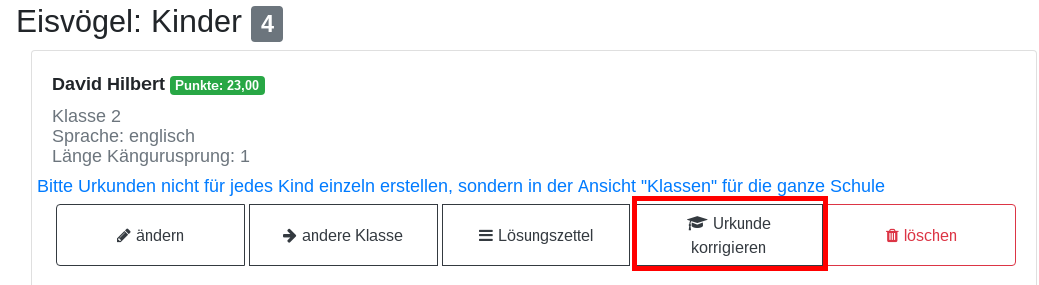 Eisvögel: Kinder 4
David Hilbert Punkte: 23,00
Klasse 2
Sprache: englisch
Länge Kängurusprung: 1
Bitte Urkunden nicht für jedes Kind einzeln erstellen, sondern in der Ansicht "Klassen" für die ganze Schule
ändern
andere Klasse
Lösungszettel
Urkunde
korrigieren
löschen